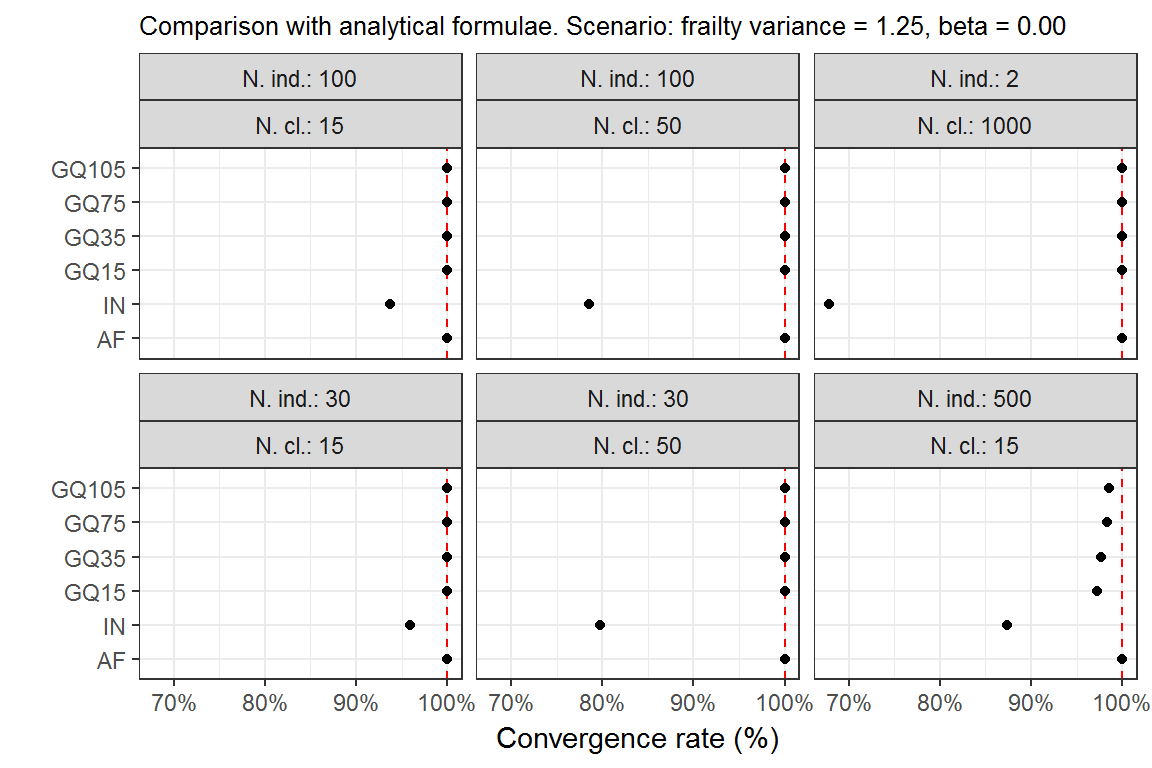 Comparison with analytical formulae. Scenario: frailty variance = 1.25, beta = 0.00
N. ind.: 100
N. cl.: 15
N. ind.: 100
N. cl.: 50
N. ind.: 2
N. cl.: 1000
GQ105
GQ75
GQ35
GQ15
IN
AF
N. ind.: 30
N. cl.: 15
N. ind.: 30
N. cl.: 50
N. ind.: 500
N. cl.: 15
GQ105
GQ75
GQ35
GQ15
IN
AF
70% 80% 90% 100% 70% 80% 90% 100% 70% 80% 90% 100%
Convergence rate (%)